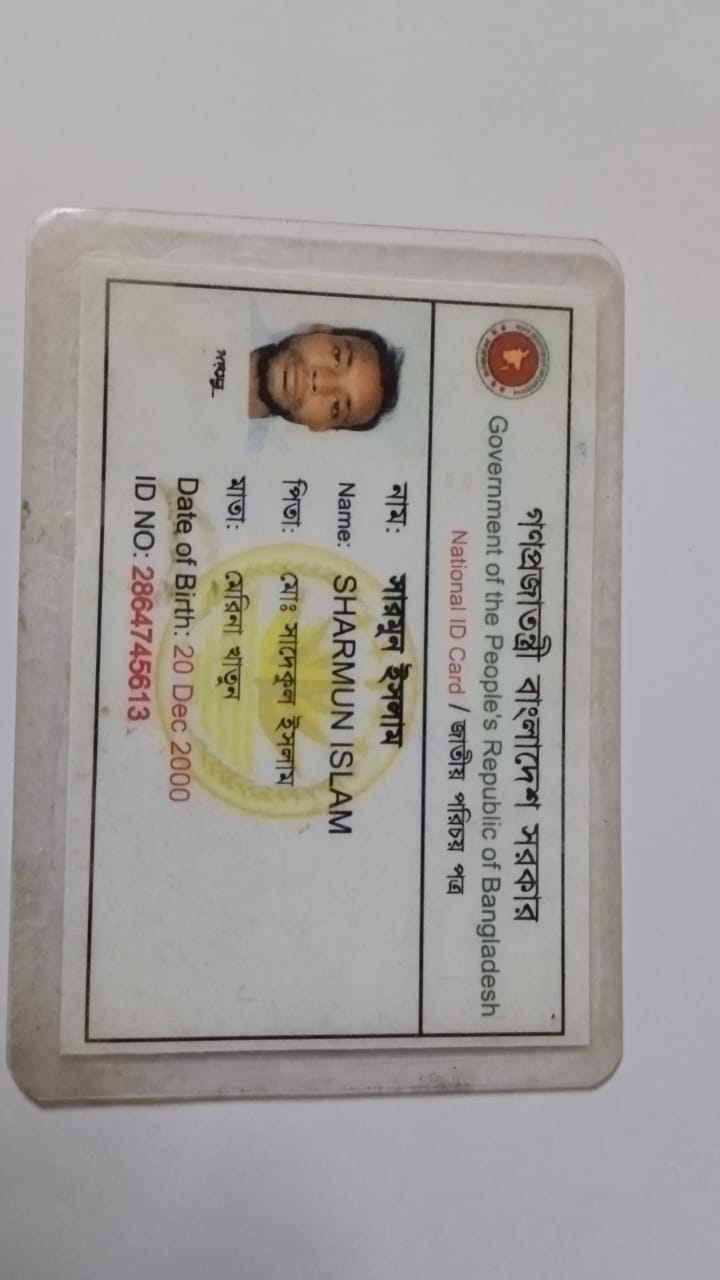 গণপ্রজাতন্ত্রী বাংলাদেশ সরকার
Government of the People's Republic of Bangladesh
National ID Card / জাতীয় পরিচয় পত্র
নাম: সারমুন ইসলাম
Name: SHARMUN ISLAM
পিতা: মোঃ সাদেকুল ইসলাম
মাতা: মেরিনা খাতুন
Date of Birth: 20 Dec 2000
ID NO: 2864745613